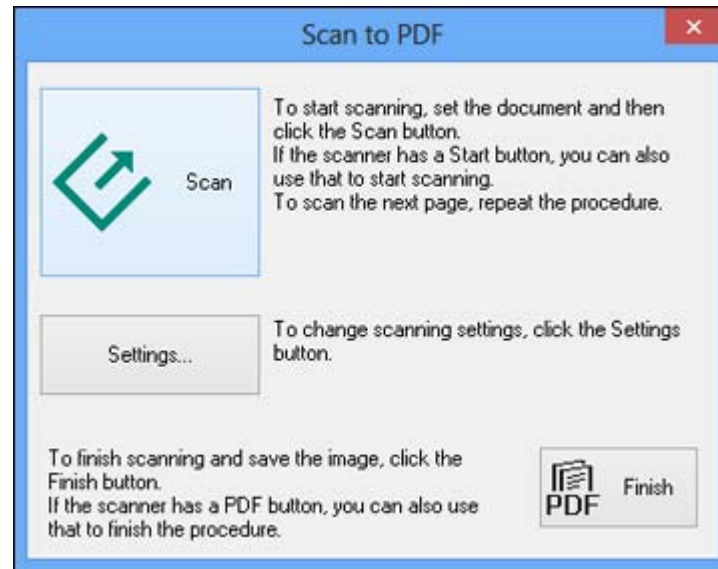 Scan to PDF
Scan
To start scanning, set the document and then
click the Scan button.
If the scanner has a Start button, you can also
use that to start scanning.
To scan the next page, repeat the procedure.
Settings...
To change scanning settings, click the Settings
button.
To finish scanning and save the image, click the
Finish button.
If the scanner has a PDF button, you can also use
that to finish the procedure.
PDF
Finish